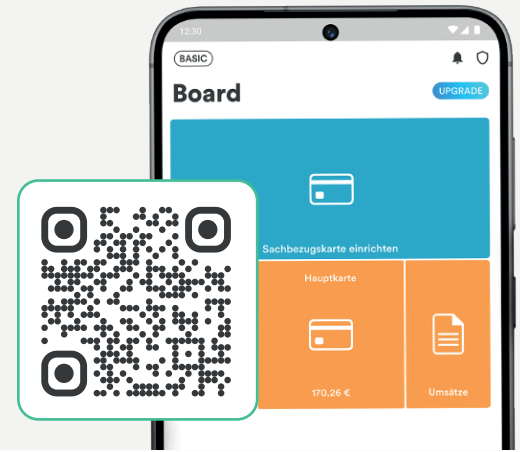 12:30
BASIC
Board
UPGRADE
Sachbezugskarte einrichten
Hauptkarte
170,26 €
Umsätze